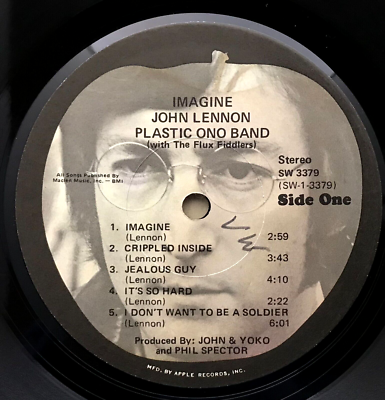 IMAGINE
JOHN LENNON
PLASTIC ONO BAND
(with The Flux Fiddlers)
All Songs Published By
Maclen Music, Inc. - BMI
Stereo
SW 3379
(SW-1-3379)
Side One
1. IMAGINE
(Lennon) 2:59
2. CRIPPLED INSIDE
(Lennon) 3:43
3. JEALOUS GUY
(Lennon) 4:10
4. IT'S SO HARD
(Lennon) 2:22
5. I DON'T WANT TO BE A SOLDIER
(Lennon) 6:01
Produced By: JOHN & YOKO
and PHIL SPECTOR
MFD. BY APPLE RECORDS, INC.